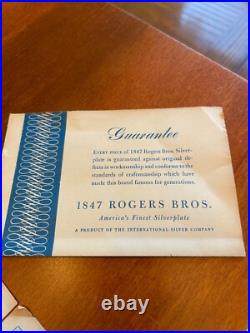 Guarantee
EVERY PIECE OF 1847 Rogers Bros. Silver-
plate is guaranteed against original de-
fects in workmanship and conforms to the
standards of craftsmanship which have
made this brand famous for generations.
1847 ROGERS BROS.
America's Finest Silverplate
A PRODUCT OF THE INTERNATIONAL SILVER COMPANY